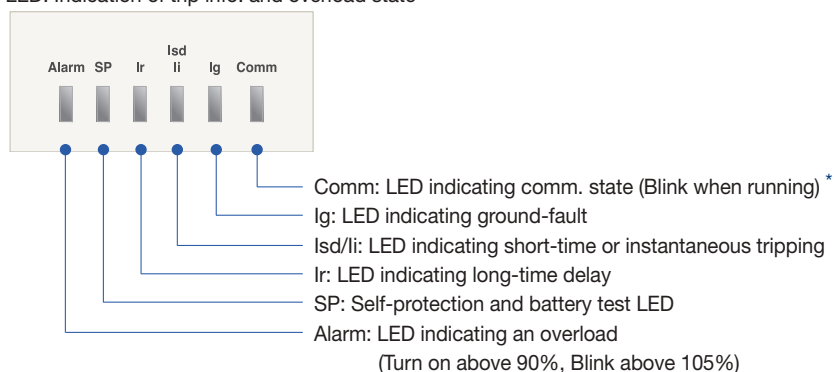 LED: Indication of trip info. and overload state
Isd
Alarm SP Ir Ii Ig Comm
Comm: LED indicating comm. state (Blink when running) *
Ig: LED indicating ground-fault
Isd/Ii: LED indicating short-time or instantaneous tripping
Ir: LED indicating long-time delay
SP: Self-protection and battery test LED
Alarm: LED indicating an overload
(Turn on above 90%, Blink above 105%)